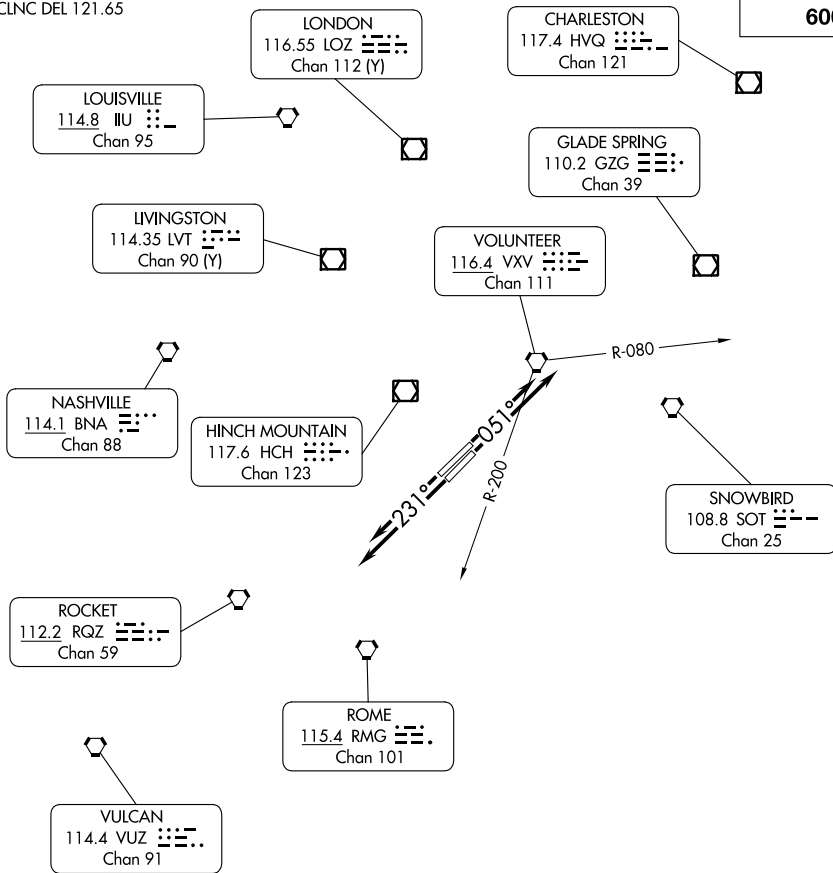 CLNC DEL 121.65
LONDON
116.55 LOZ
Chan 112 (Y)
CHARLESTON
117.4 HVQ
Chan 121
LOUISVILLE
114.8 IIU
Chan 95
GLADE SPRING
110.2 GZG
Chan 39
LIVINGSTON
114.35 LVT
Chan 90 (Y)
VOLUNTEER
116.4 VXV
Chan 111
R-080
NASHVILLE
114.1 BNA
Chan 88
HINCH MOUNTAIN
117.6 HCH
Chan 123
051°
231°
R-200
SNOWBIRD
108.8 SOT
Chan 25
ROCKET
112.2 RQZ
Chan 59
ROME
115.4 RMG
Chan 101
VULCAN
114.4 VUZ
Chan 91